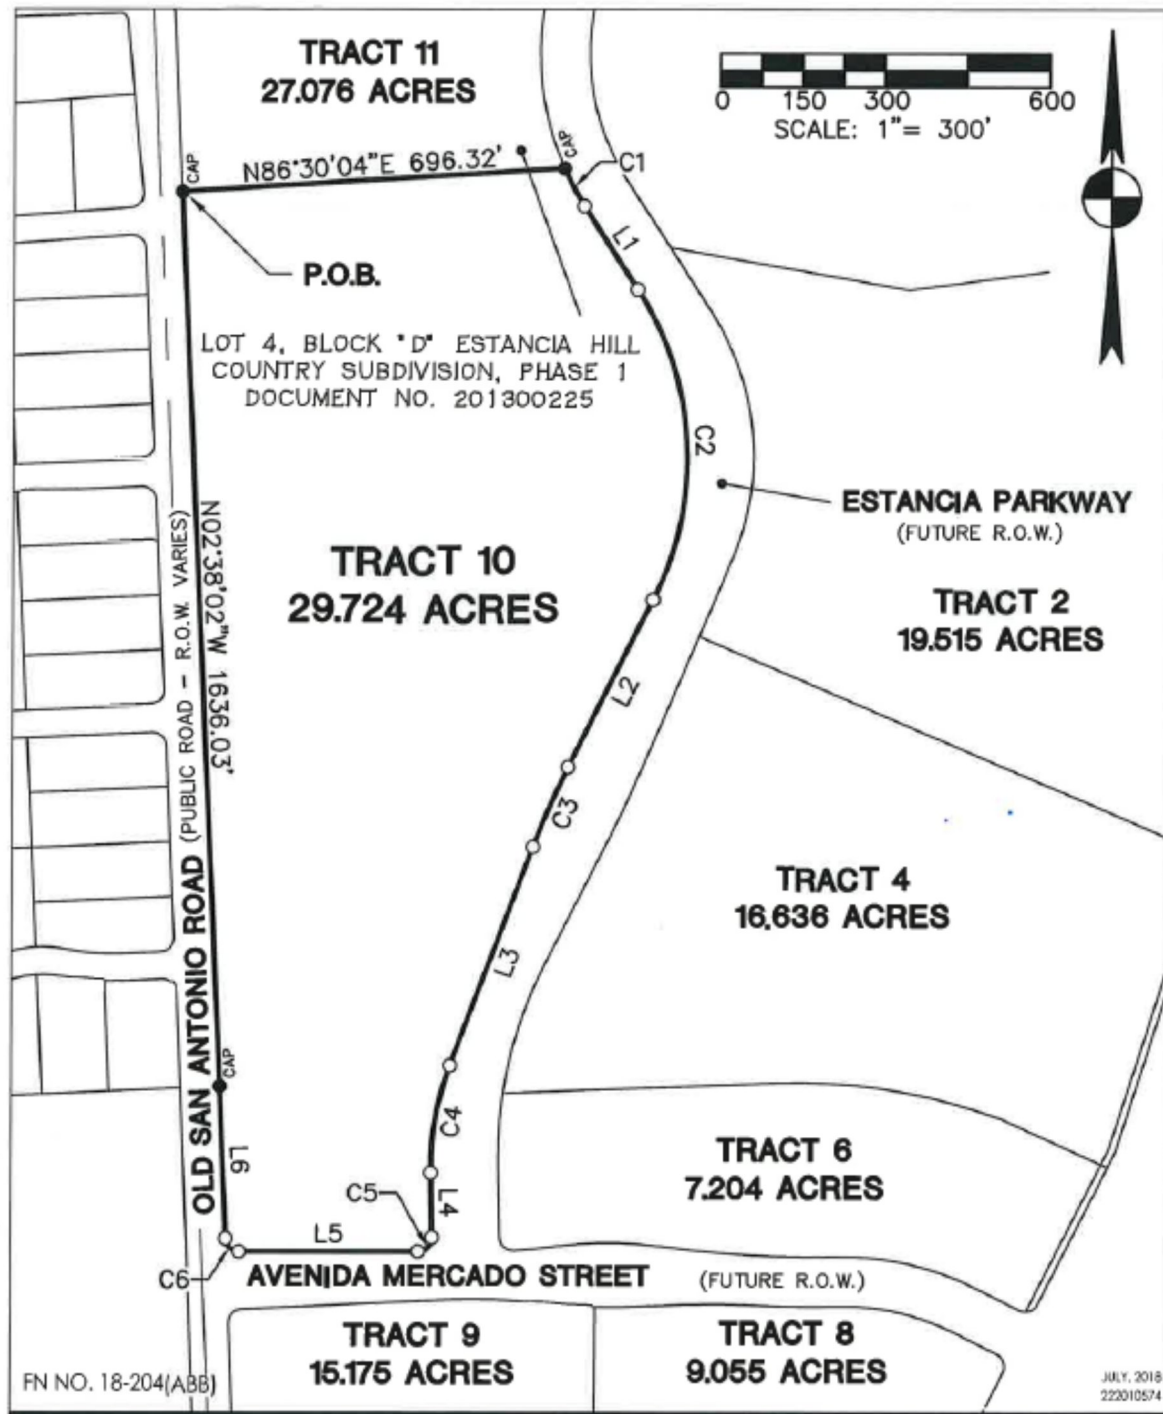 TRACT 11
27.076 ACRES
0 150 300 600
SCALE: 1"= 300'
CAP
N86°30'04"E 696.32'
CAP
C1
L1
P.O.B.
LOT 4, BLOCK "D" ESTANCIA HILL
COUNTRY SUBDIVISION, PHASE 1
DOCUMENT NO. 201300225
C2
ESTANCIA PARKWAY
(FUTURE R.O.W.)
N02°38'02"W 1636.03'
TRACT 10
29.724 ACRES
TRACT 2
19.515 ACRES
L2
OLD SAN ANTONIO ROAD (PUBLIC ROAD - R.O.W. VARIES)
C3
TRACT 4
16.636 ACRES
L3
CAP
C4
L6
TRACT 6
7.204 ACRES
C5
L4
L5
C6
AVENIDA MERCADO STREET (FUTURE R.O.W.)
TRACT 9
15.175 ACRES
TRACT 8
9.055 ACRES
FN NO. 18-204(ABB)
JULY, 2018
222010574